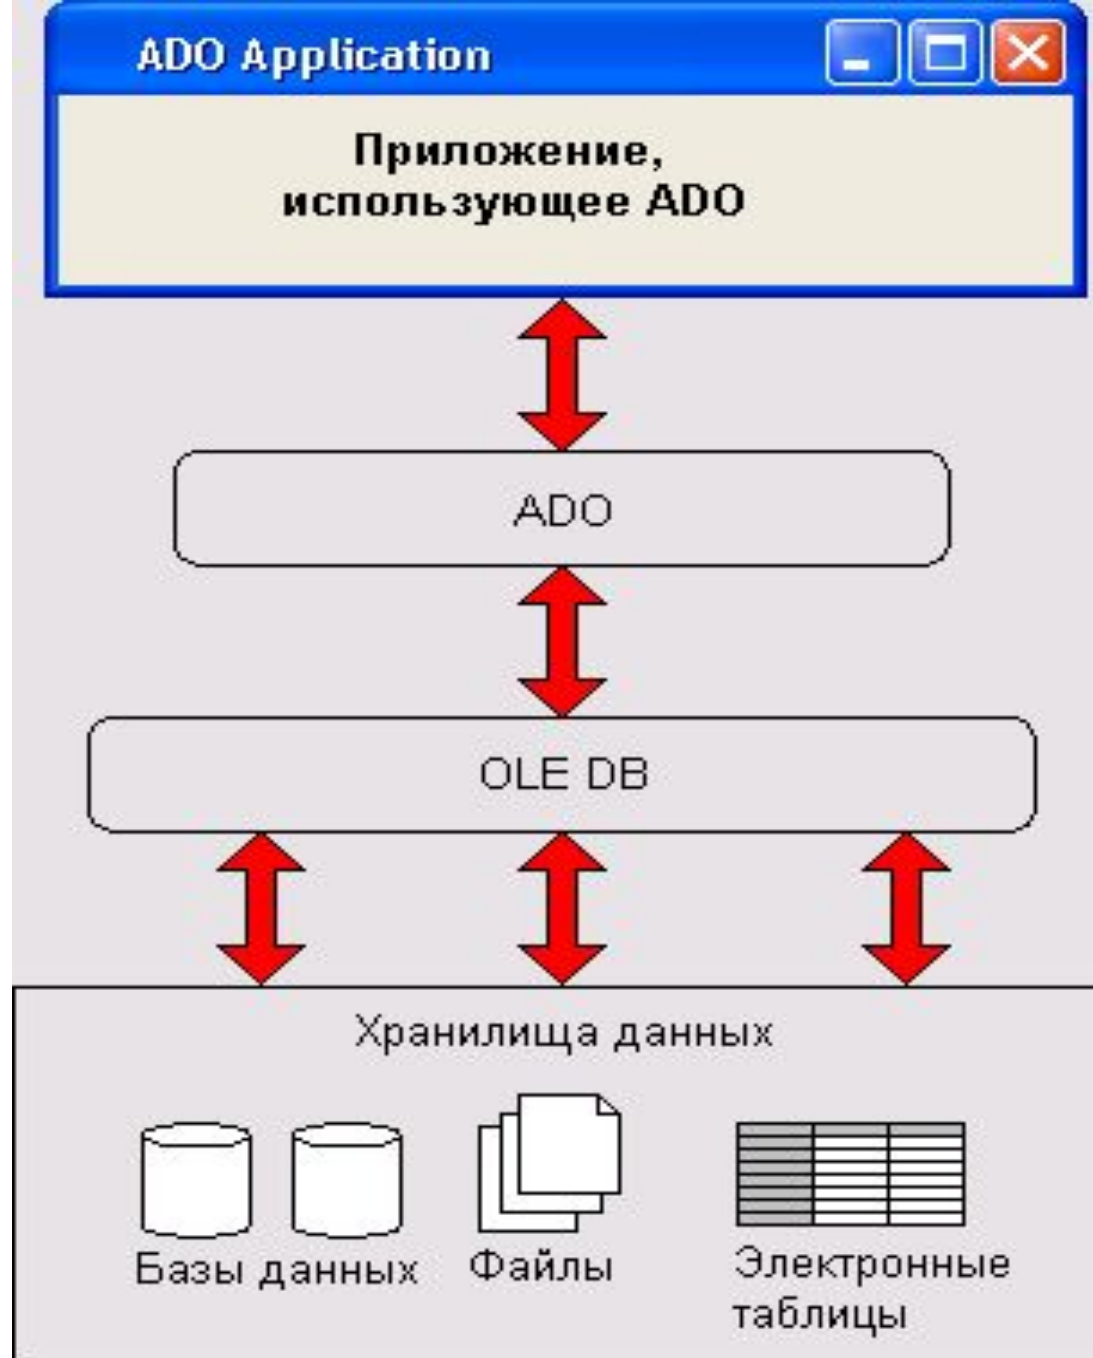 ADO Application
Приложение,
использующее ADO
ADO
OLE DB
Хранилища данных
Базы данных
Файлы
Электронные
таблицы